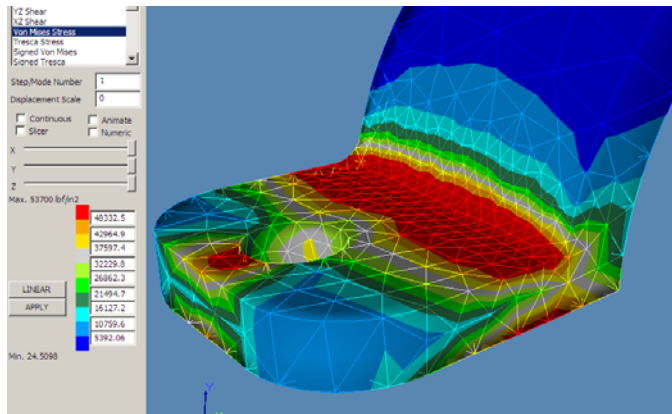 YZ Shear
XZ Shear
Von Mises Stress
Tresca Stress
Signed Von Mises
Signed Tresca
Step/Mode Number 1
Displacement Scale 0
Continuous Animate
Slicer Numeric
X
Y
Z
Max. 53700 lbf/in2
48332.5
42964.9
37597.4
32229.8
26862.3
21494.7
16127.2
10759.6
5392.06
LINEAR
APPLY
Min. 24.5098
Y